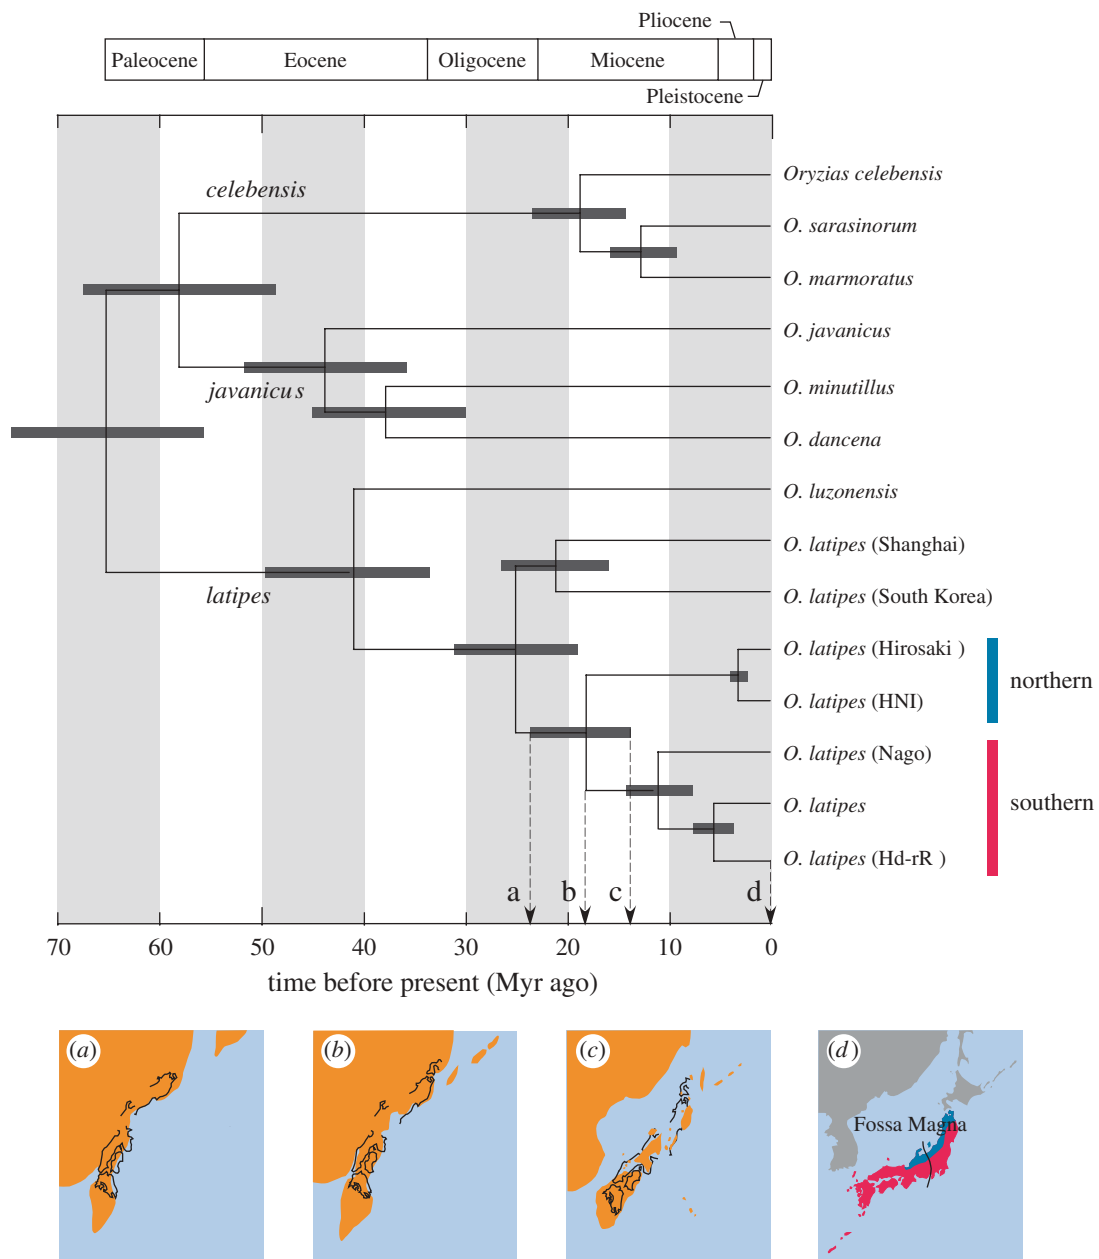 Pliocene
Paleocene Eocene Oligocene Miocene
Pleistocene
Oryzias celebensis
celebensis
O. sarasinorum
O. marmoratus
O. javanicus
javanicus
O. minutillus
O. dancena
O. luzonensis
O. latipes (Shanghai)
latipes
O. latipes (South Korea)
O. latipes (Hirosaki )
northern
O. latipes (HNI)
O. latipes (Nago)
southern
O. latipes
O. latipes (Hd-rR )
a b c d
70 60 50 40 30 20 10 0
time before present (Myr ago)
(a) (b) (c) (d)
Fossa Magna